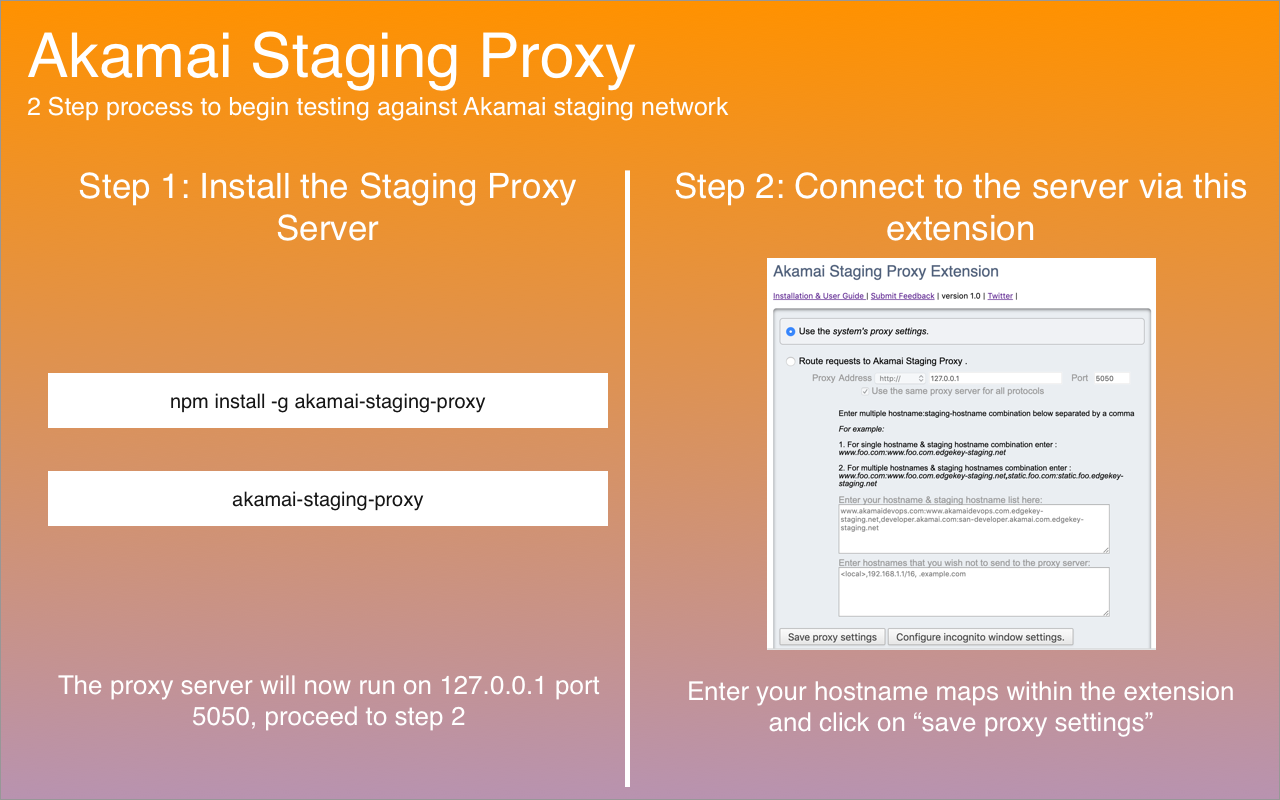 Akamai Staging Proxy
2 Step process to begin testing against Akamai staging network
Step 1: Install the Staging Proxy
Server
npm install -g akamai-staging-proxy
akamai-staging-proxy
The proxy server will now run on 127.0.0.1 port
5050, proceed to step 2
Step 2: Connect to the server via this
extension
Akamai Staging Proxy Extension
Installation & User Guide | Submit Feedback | version 1.0 | Twitter |
Use the system's proxy settings.
Route requests to Akamai Staging Proxy .
Proxy Address http:// 127.0.0.1 Port 5050
Use the same proxy server for all protocols
Enter multiple hostname:staging-hostname combination below separated by a comma
For example:
1. For single hostname & staging hostname combination enter :
www.foo.com:www.foo.com.edgekey-staging.net
2. For multiple hostnames & staging hostnames combination enter :
www.foo.com:www.foo.com.edgekey-staging.net,static.foo.com:static.foo.edgekey-
staging.net
Enter your hostname & staging hostname list here:
www.akamaidevops.com:www.akamaidevops.com.edgekey-
staging.net,developer.akamai.com:san-developer.akamai.com.edgekey-
staging.net
Enter hostnames that you wish not to send to the proxy server:
<local>,192.168.1.1/16, .example.com
Save proxy settings Configure incognito window settings.
Enter your hostname maps within the extension
and click on “save proxy settings”